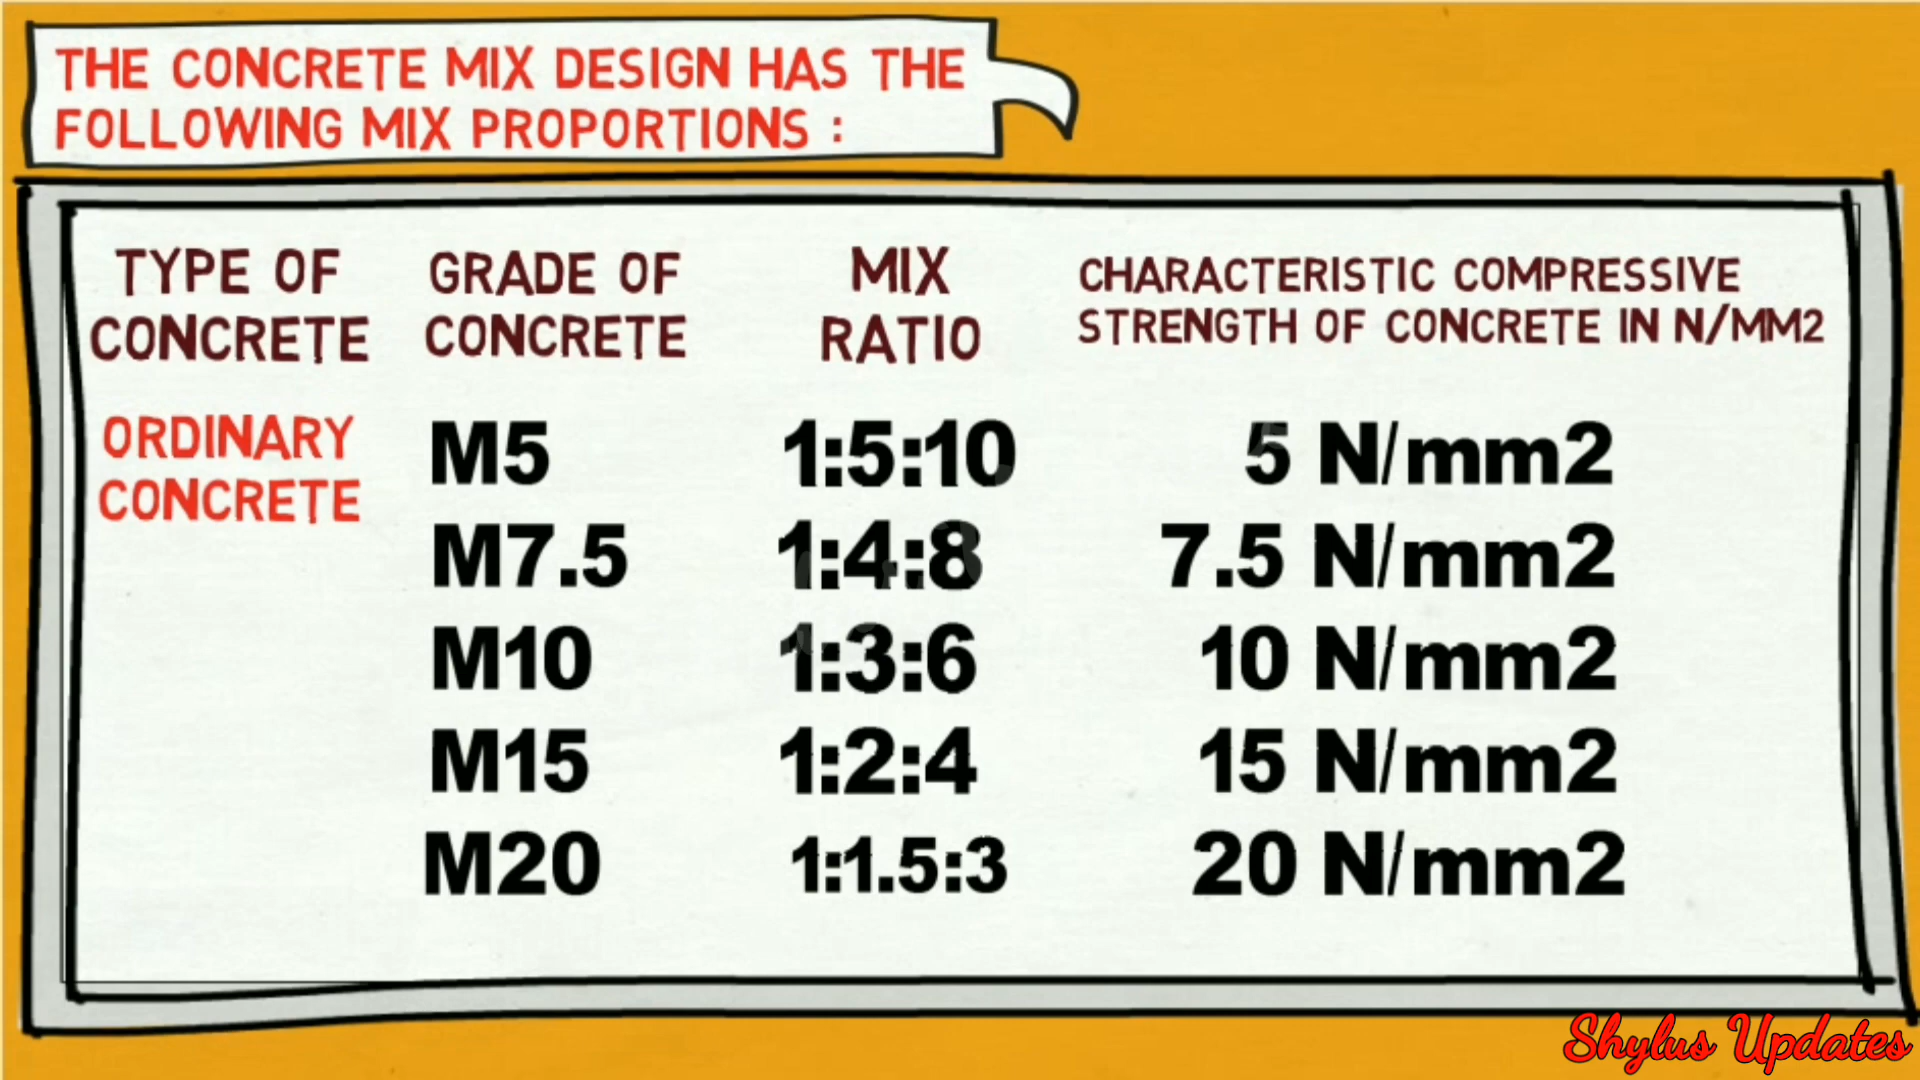 THE CONCRETE MIX DESIGN HAS THE
FOLLOWING MIX PROPORTIONS :
TYPE OF
CONCRETE
GRADE OF
CONCRETE
MIX
RATIO
CHARACTERISTIC COMPRESSIVE
STRENGTH OF CONCRETE IN N/MM2
ORDINARY
CONCRETE
M5 1:5:10 5 N/mm2
M7.5 1:4:8 7.5 N/mm2
M10 1:3:6 10 N/mm2
M15 1:2:4 15 N/mm2
M20 1:1.5:3 20 N/mm2
Shylus Updates